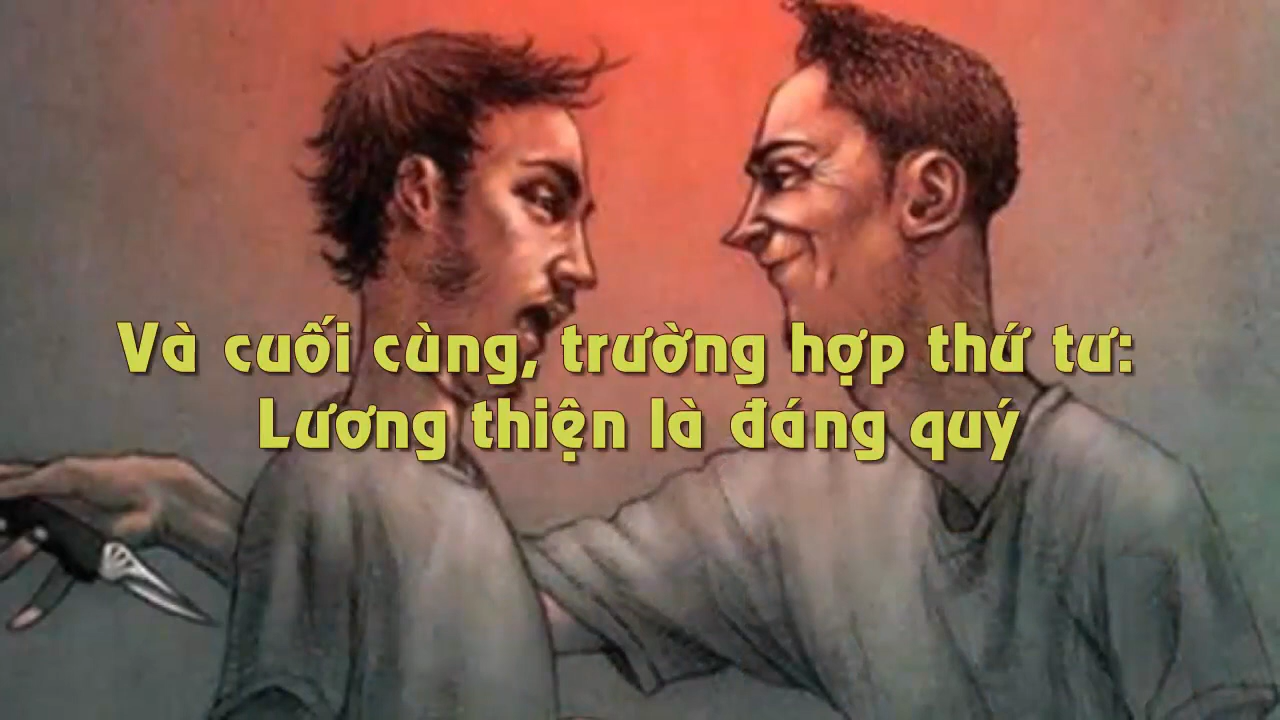 Và cuối cùng, trường hợp thứ tư:
Lương thiện là đáng quý